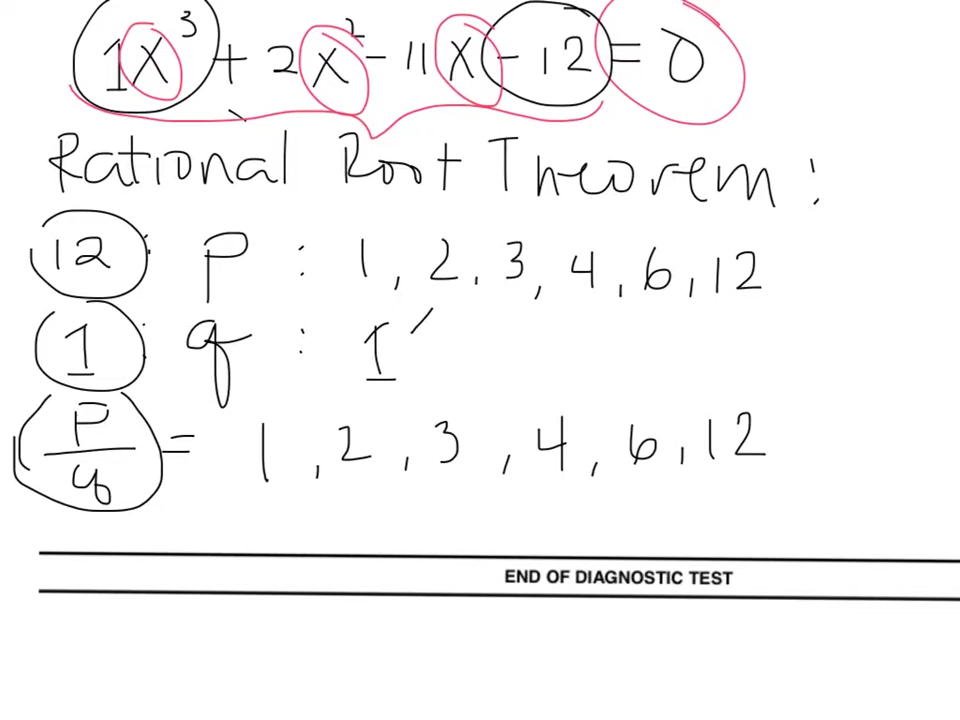 1x³ + 2x² - 11x - 12 = 0
Rational Root Theorem :
12 : P : 1, 2, 3, 4, 6, 12
1 : q : 1
P/q = 1, 2, 3, 4, 6, 12
END OF DIAGNOSTIC TEST